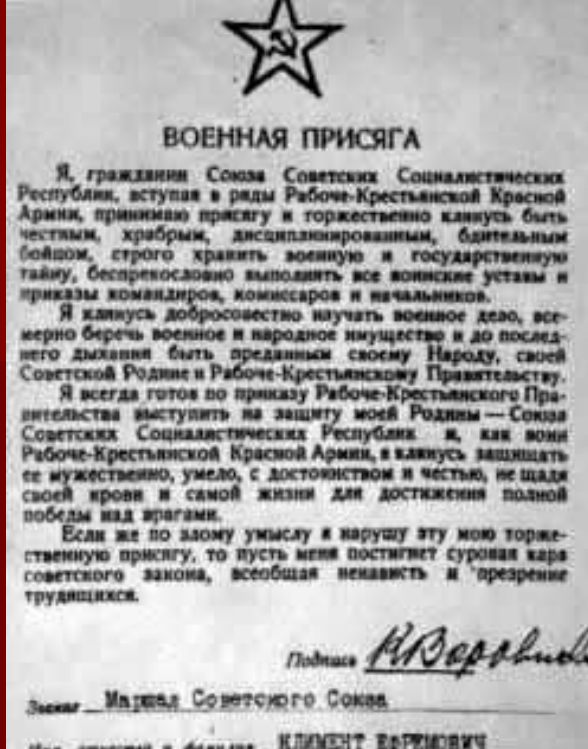 ВОЕННАЯ ПРИСЯГА
Я, гражданин Союза Советских Социалистических
Республик, вступая в ряды Рабоче-Крестьянской Красной
Армии, принимаю присягу и торжественно клянусь быть
честным, храбрым, дисциплинированным, бдительным
бойцом, строго хранить военную и государственную
тайну, беспрекословно выполнять все воинские уставы и
приказы командиров, комиссаров и начальников.
Я клянусь добросовестно изучать военное дело, все-
мерно беречь военное и народное имущество и до послед-
него дыхания быть преданным своему Народу, своей
Советской Родине и Рабоче-Крестьянскому Правительству.
Я всегда готов по приказу Рабоче-Крестьянского Пра-
вительства выступить на защиту моей Родины — Союза
Советских Социалистических Республик и, как воин
Рабоче-Крестьянской Красной Армии, я клянусь защищать
ее мужественно, умело, с достоинством и честью, не щадя
своей крови и самой жизни для достижения полной
победы над врагами.
Если же по злому умыслу я нарушу эту мою торже-
ственную присягу, то пусть меня постигнет суровая кара
советского закона, всеобщая ненависть и презрение
трудящихся.
Подпись
Звание Маршал Советского Союза
КЛИМЕНТ ЕФРЕМОВИЧ